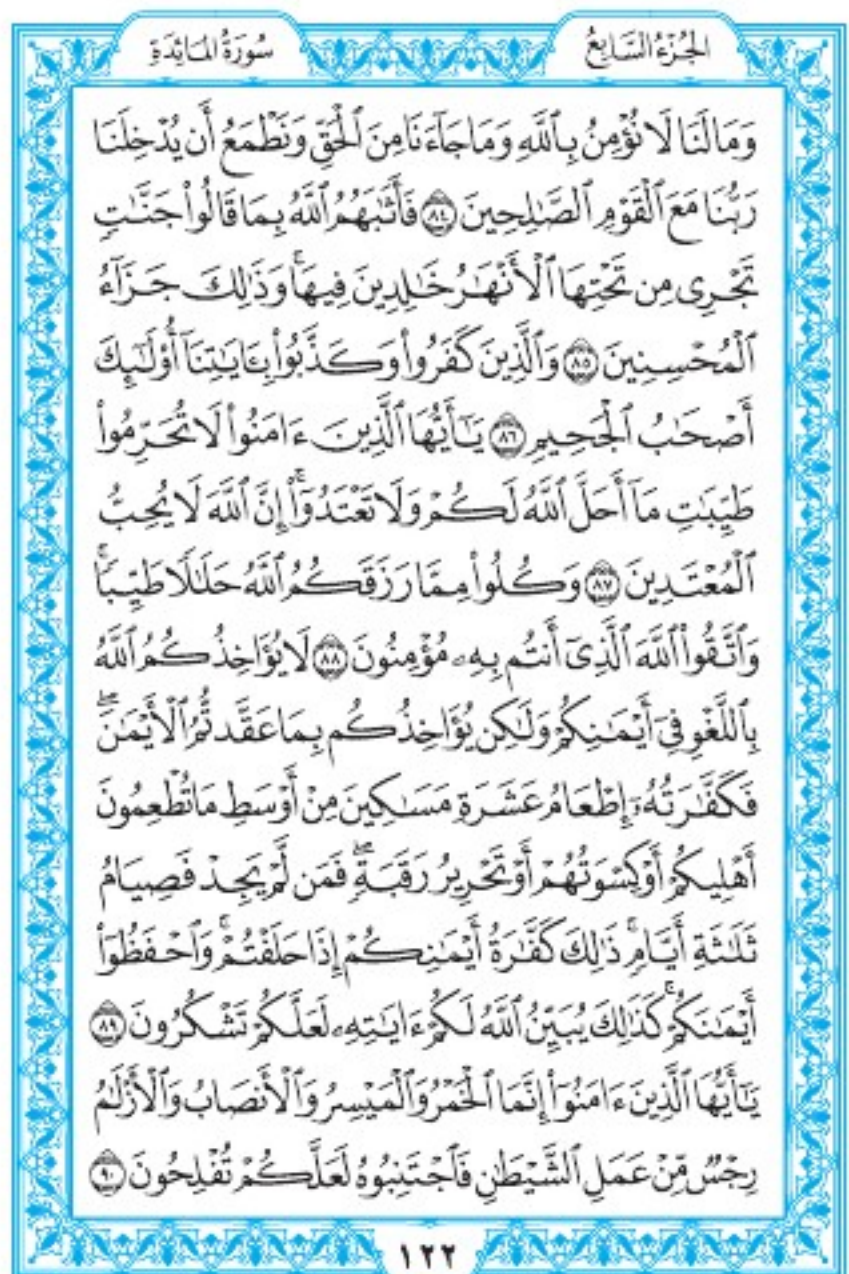 الجُزْءُ السَّابِعُ
سُورَةُ المَائِدَةِ
وَمَا لَنَا لَا نُؤْمِنُ بِٱللَّهِ وَمَا جَآءَنَا مِنَ ٱلْحَقِّ وَنَطْمَعُ أَن يُدْخِلَنَا
رَبُّنَا مَعَ ٱلْقَوْمِ ٱلصَّٰلِحِينَ ٨٤ فَأَثَٰبَهُمُ ٱللَّهُ بِمَا قَالُوا۟ جَنَّٰتٍ
تَجْرِى مِن تَحْتِهَا ٱلْأَنْهَٰرُ خَٰلِدِينَ فِيهَا ۚ وَذَٰلِكَ جَزَآءُ
ٱلْمُحْسِنِينَ ٨٥ وَٱلَّذِينَ كَفَرُوا۟ وَكَذَّبُوا۟ بِـَٔايَٰتِنَآ أُو۟لَٰٓئِكَ
أَصْحَٰبُ ٱلْجَحِيمِ ٨٦ يَٰٓأَيُّهَا ٱلَّذِينَ ءَامَنُوا۟ لَا تُحَرِّمُوا۟
طَيِّبَٰتِ مَآ أَحَلَّ ٱللَّهُ لَكُمْ وَلَا تَعْتَدُوٓا۟ ۚ إِنَّ ٱللَّهَ لَا يُحِبُّ
ٱلْمُعْتَدِينَ ٨٧ وَكُلُوا۟ مِمَّا رَزَقَكُمُ ٱللَّهُ حَلَٰلًا طَيِّبًا ۚ
وَٱتَّقُوا۟ ٱللَّهَ ٱلَّذِىٓ أَنتُم بِهِۦ مُؤْمِنُونَ ٨٨ لَا يُؤَاخِذُكُمُ ٱللَّهُ
بِٱللَّغْوِ فِىٓ أَيْمَٰنِكُمْ وَلَٰكِن يُؤَاخِذُكُم بِمَا عَقَّدتُّمُ ٱلْأَيْمَٰنَ ۖ
فَكَفَّٰرَتُهُۥٓ إِطْعَامُ عَشَرَةِ مَسَٰكِينَ مِنْ أَوْسَطِ مَا تُطْعِمُونَ
أَهْلِيكُمْ أَوْ كِسْوَتُهُمْ أَوْ تَحْرِيرُ رَقَبَةٍ ۖ فَمَن لَّمْ يَجِدْ فَصِيَامُ
ثَلَٰثَةِ أَيَّامٍ ۚ ذَٰلِكَ كَفَّٰرَةُ أَيْمَٰنِكُمْ إِذَا حَلَفْتُمْ ۚ وَٱحْفَظُوٓا۟
أَيْمَٰنَكُمْ ۚ كَذَٰلِكَ يُبَيِّنُ ٱللَّهُ لَكُمْ ءَايَٰتِهِۦ لَعَلَّكُمْ تَشْكُرُونَ ٨٩
يَٰٓأَيُّهَا ٱلَّذِينَ ءَامَنُوٓا۟ إِنَّمَا ٱلْخَمْرُ وَٱلْمَيْسِرُ وَٱلْأَنصَابُ وَٱلْأَزْلَٰمُ
رِجْسٌ مِّنْ عَمَلِ ٱلشَّيْطَٰنِ فَٱجْتَنِبُوهُ لَعَلَّكُمْ تُفْلِحُونَ ٩٠
١٢٢